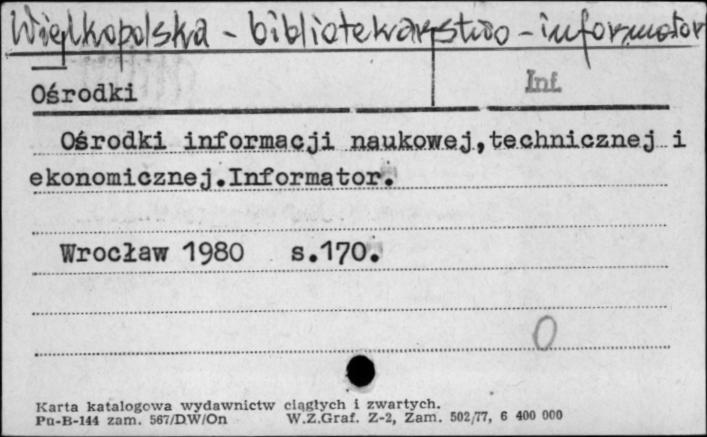 Wielkopolska - bibliotekarstwo - informator
Inf.
Ośrodki
Ośrodki informacji naukowej,technicznej i
ekonomicznej.Informator.
Wrocław 1980 s.170.
0
Karta katalogowa wydawnictw ciągłych i zwartych.
Pu-B-144 zam. 567/DW/On W.Z.Graf. Z-2, Zam. 502/77, 6 400 000